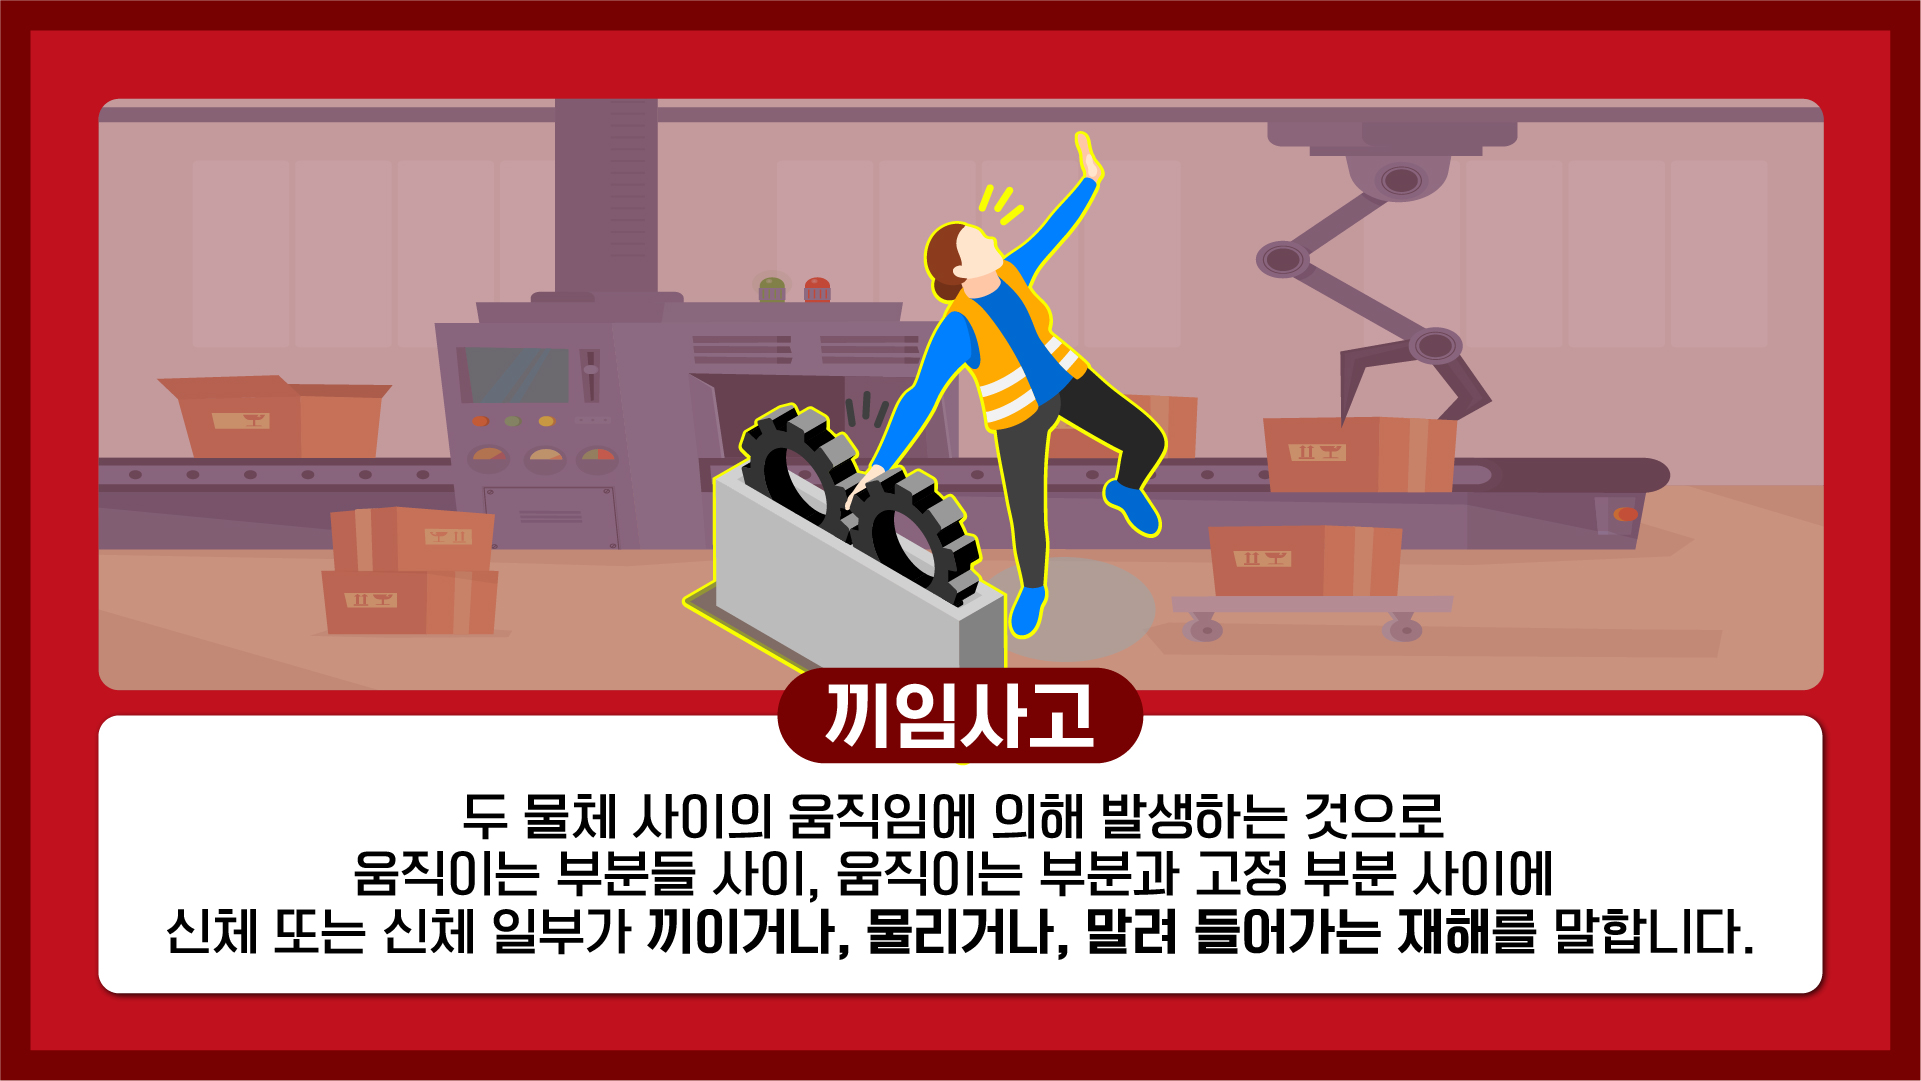 끼임사고
두 물체 사이의 움직임에 의해 발생하는 것으로
움직이는 부분들 사이, 움직이는 부분과 고정 부분 사이에
신체 또는 신체 일부가 끼이거나, 물리거나, 말려 들어가는 재해를 말합니다.